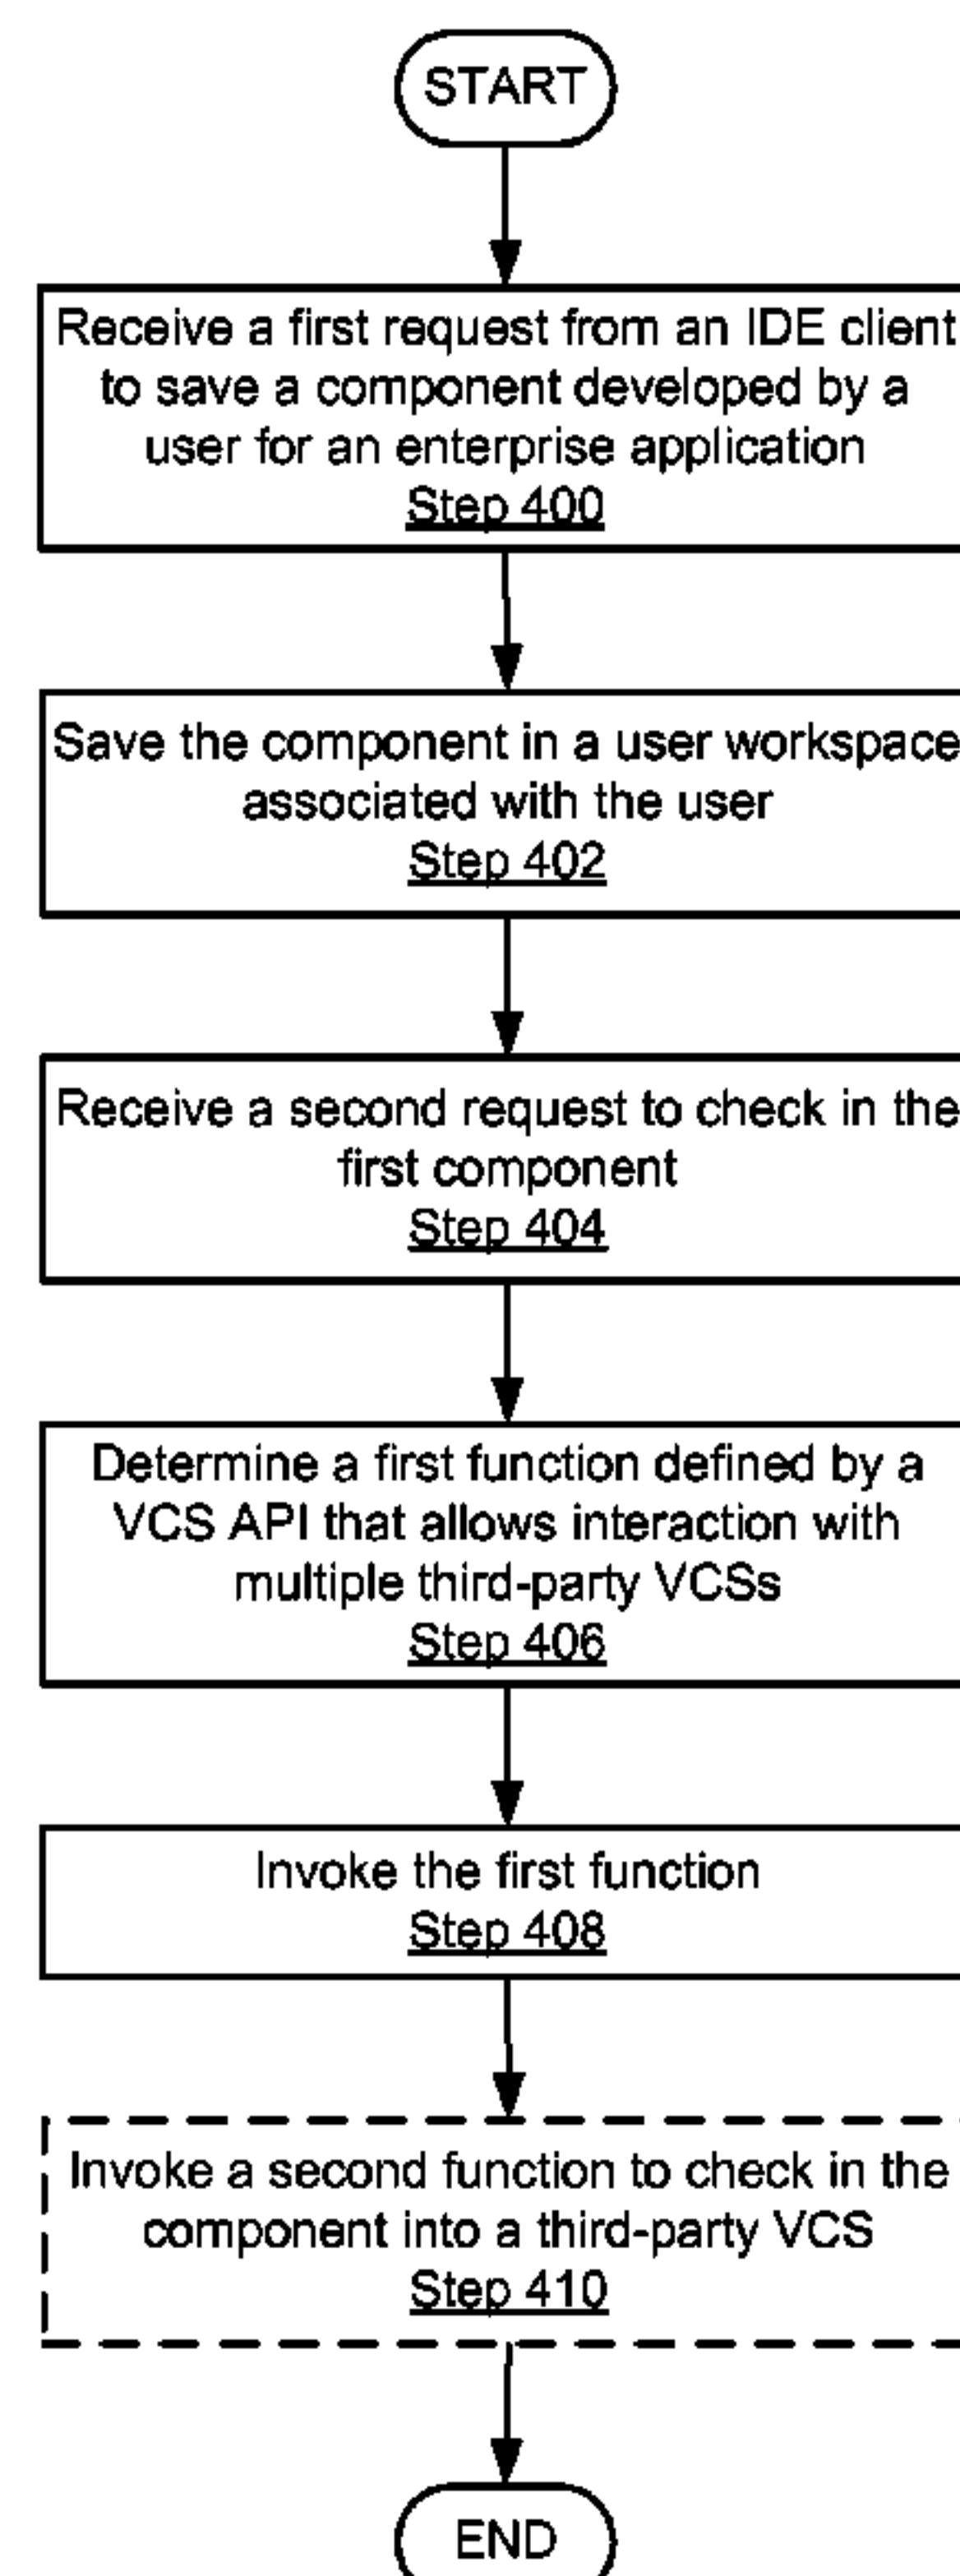 START
Receive a first request from an IDE client
to save a component developed by a
user for an enterprise application
Step 400
Save the component in a user workspace
associated with the user
Step 402
Receive a second request to check in the
first component
Step 404
Determine a first function defined by a
VCS API that allows interaction with
multiple third-party VCSs
Step 406
Invoke the first function
Step 408
Invoke a second function to check in the
component into a third-party VCS
Step 410
END